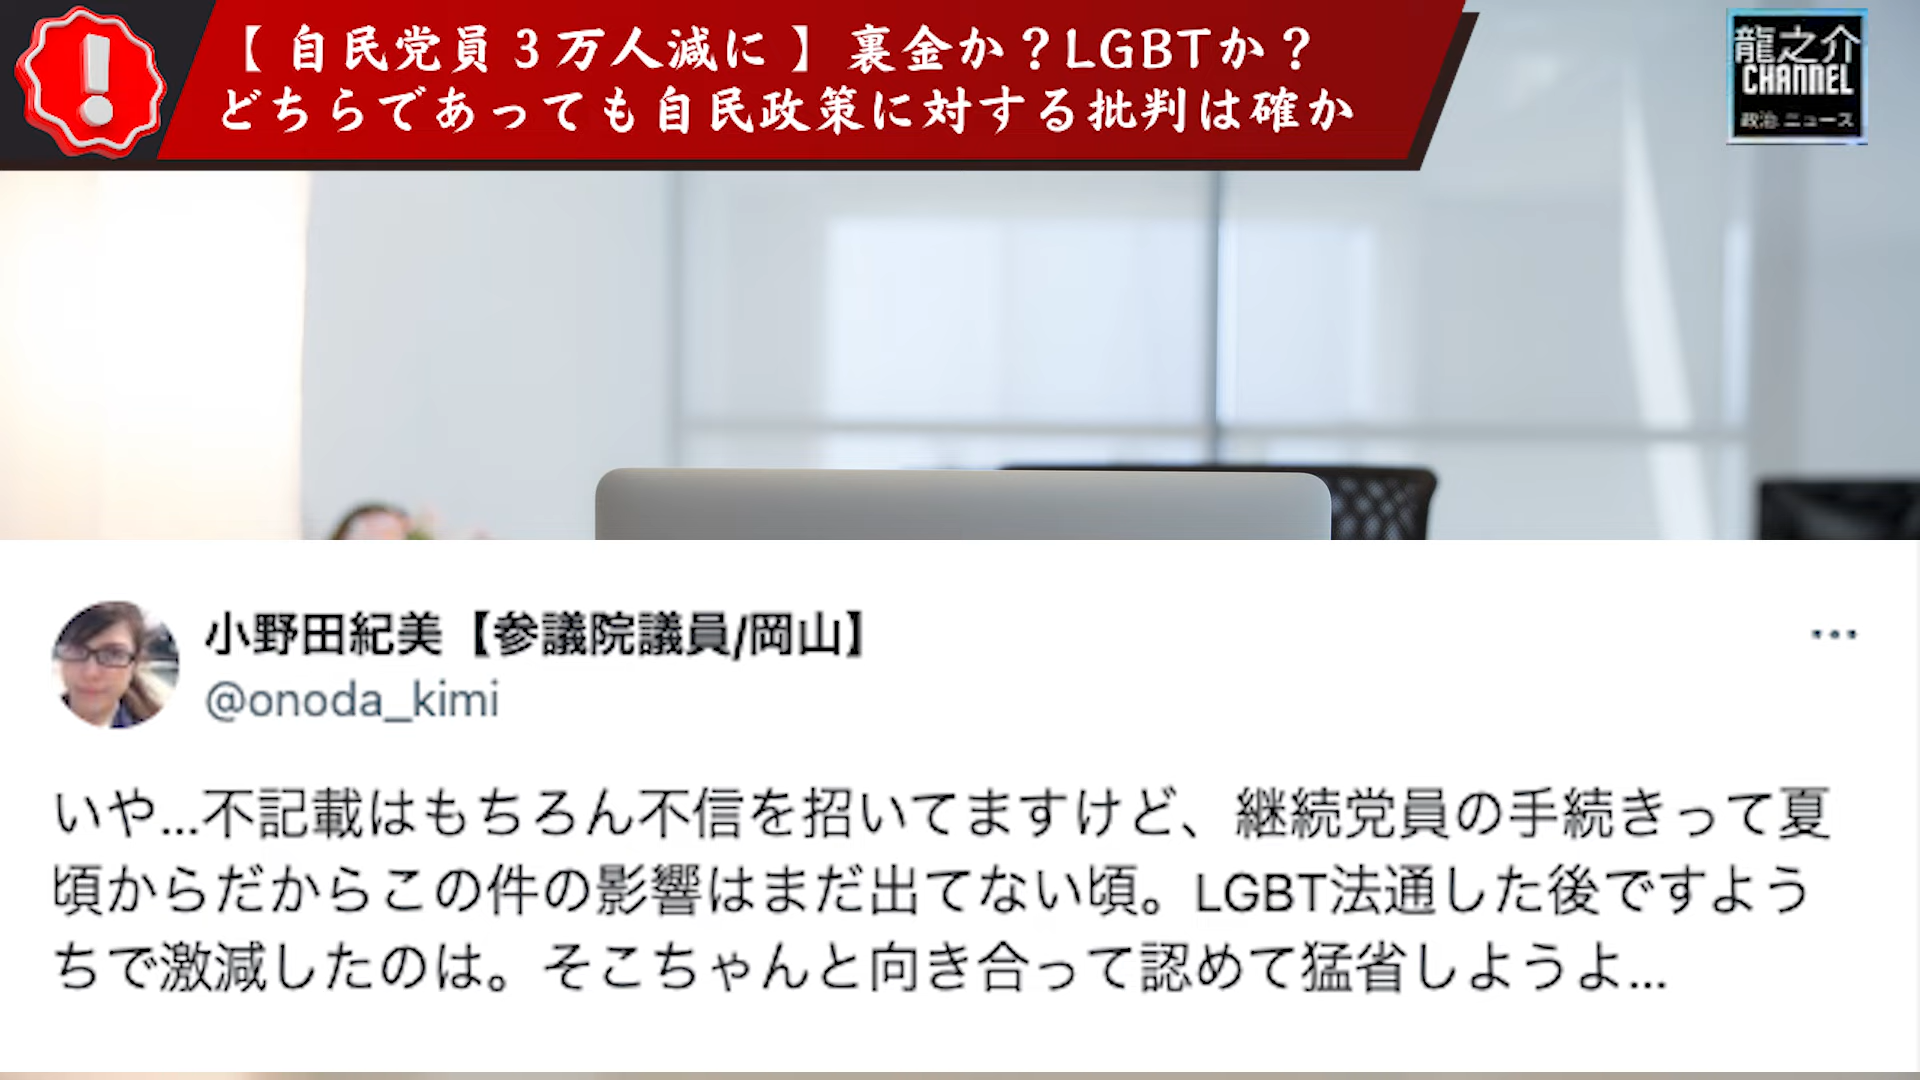 【自民党員３万人減に】裏金か？LGBTか？
どちらであっても自民政策に対する批判は確か
龍之介
CHANNEL
政治 ニュース
小野田紀美【参議院議員/岡山】
@onoda_kimi
いや...不記載はもちろん不信を招いてますけど、継続党員の手続きって夏
頃からだからこの件の影響はまだ出てない頃。LGBT法通した後ですよう
ちで激減したのは。そこちゃんと向き合って認めて猛省しようよ...